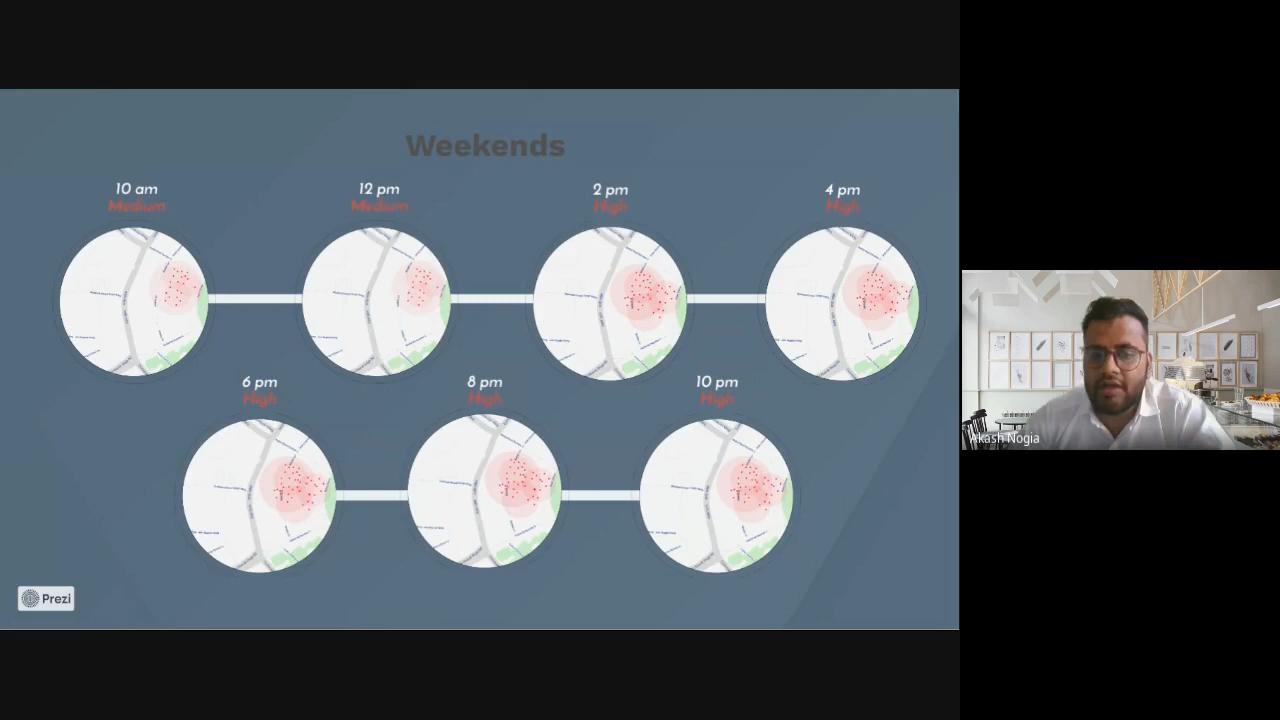 Weekends
10 am
Medium
12 pm
Medium
2 pm
High
4 pm
High
6 pm
High
8 pm
High
10 pm
High
Prezi
Akash Nogia